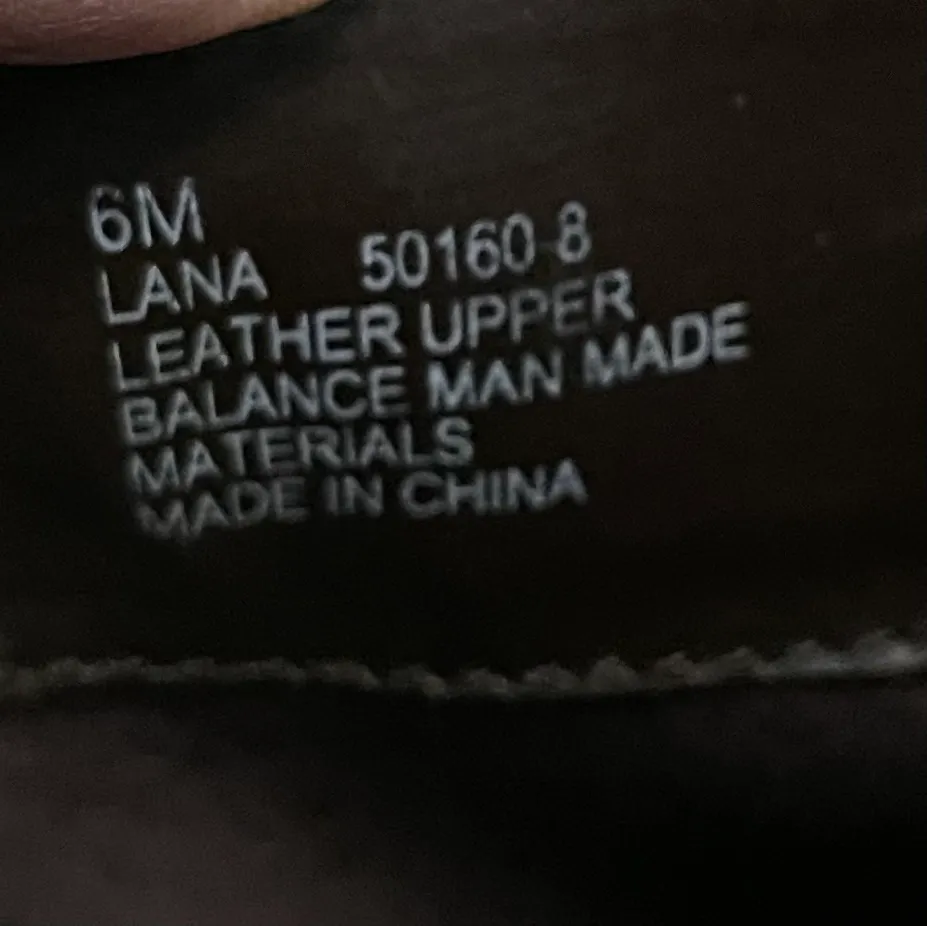 6M
LANA 50160-8
LEATHER UPPER
BALANCE MAN MADE
MATERIALS
MADE IN CHINA